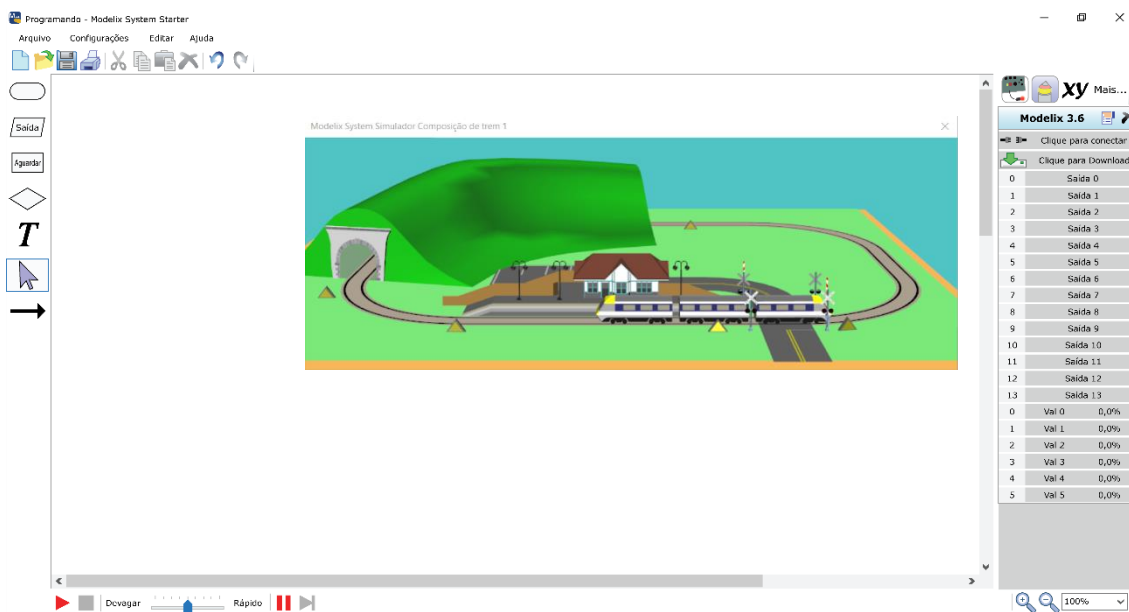 Programando - Modelix System Starter
Arquivo Configurações Editar Ajuda
Saída
Aguardar
T
Modelix System Simulador Composição de trem 1
xy Mais...
Modelix 3.6
Clique para conectar
Clique para Download
0 Saída 0
1 Saída 1
2 Saída 2
3 Saída 3
4 Saída 4
5 Saída 5
6 Saída 6
7 Saída 7
8 Saída 8
9 Saída 9
10 Saída 10
11 Saída 11
12 Saída 12
13 Saída 13
0 Val 0 0,0%
1 Val 1 0,0%
2 Val 2 0,0%
3 Val 3 0,0%
4 Val 4 0,0%
5 Val 5 0,0%
Devagar Rápido
100%